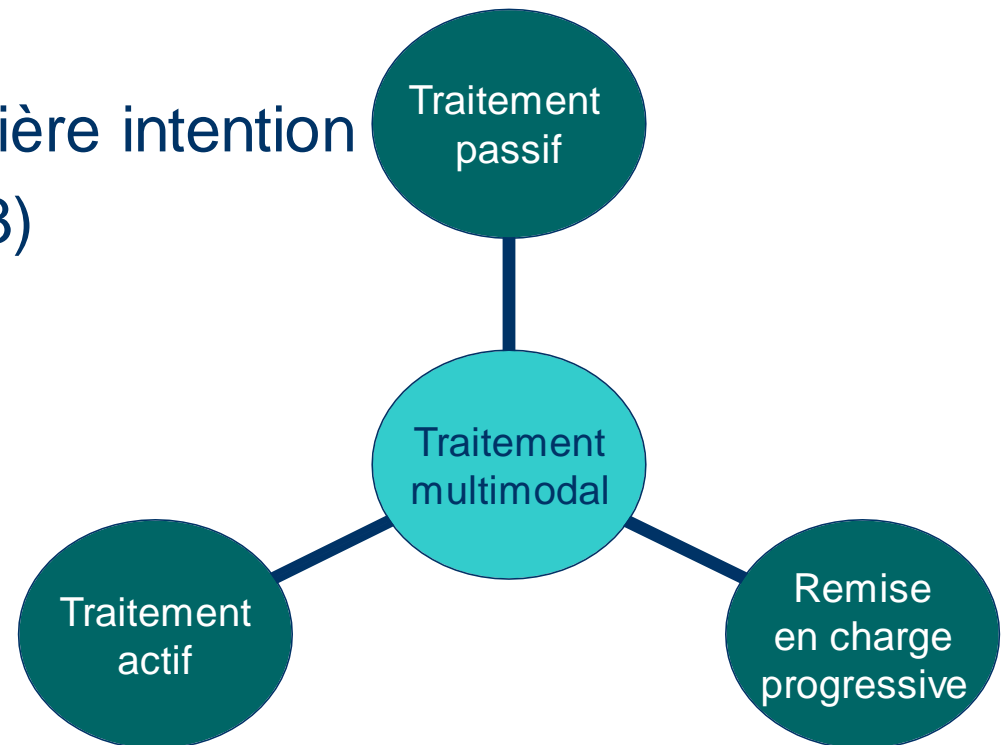 Traitement
passif
ière intention
3)
Traitement
multimodal
Traitement
actif
Remise
en charge
progressive